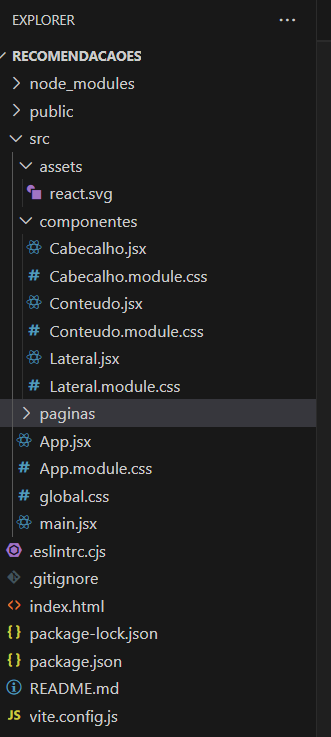 EXPLORER
RECOMENDACAOES
node_modules
public
src
assets
react.svg
componentes
Cabecalho.jsx
# Cabecalho.module.css
Conteudo.jsx
# Conteudo.module.css
Lateral.jsx
# Lateral.module.css
paginas
App.jsx
# App.module.css
# global.css
main.jsx
.eslintrc.cjs
.gitignore
<> index.html
{} package-lock.json
{} package.json
README.md
JS vite.config.js